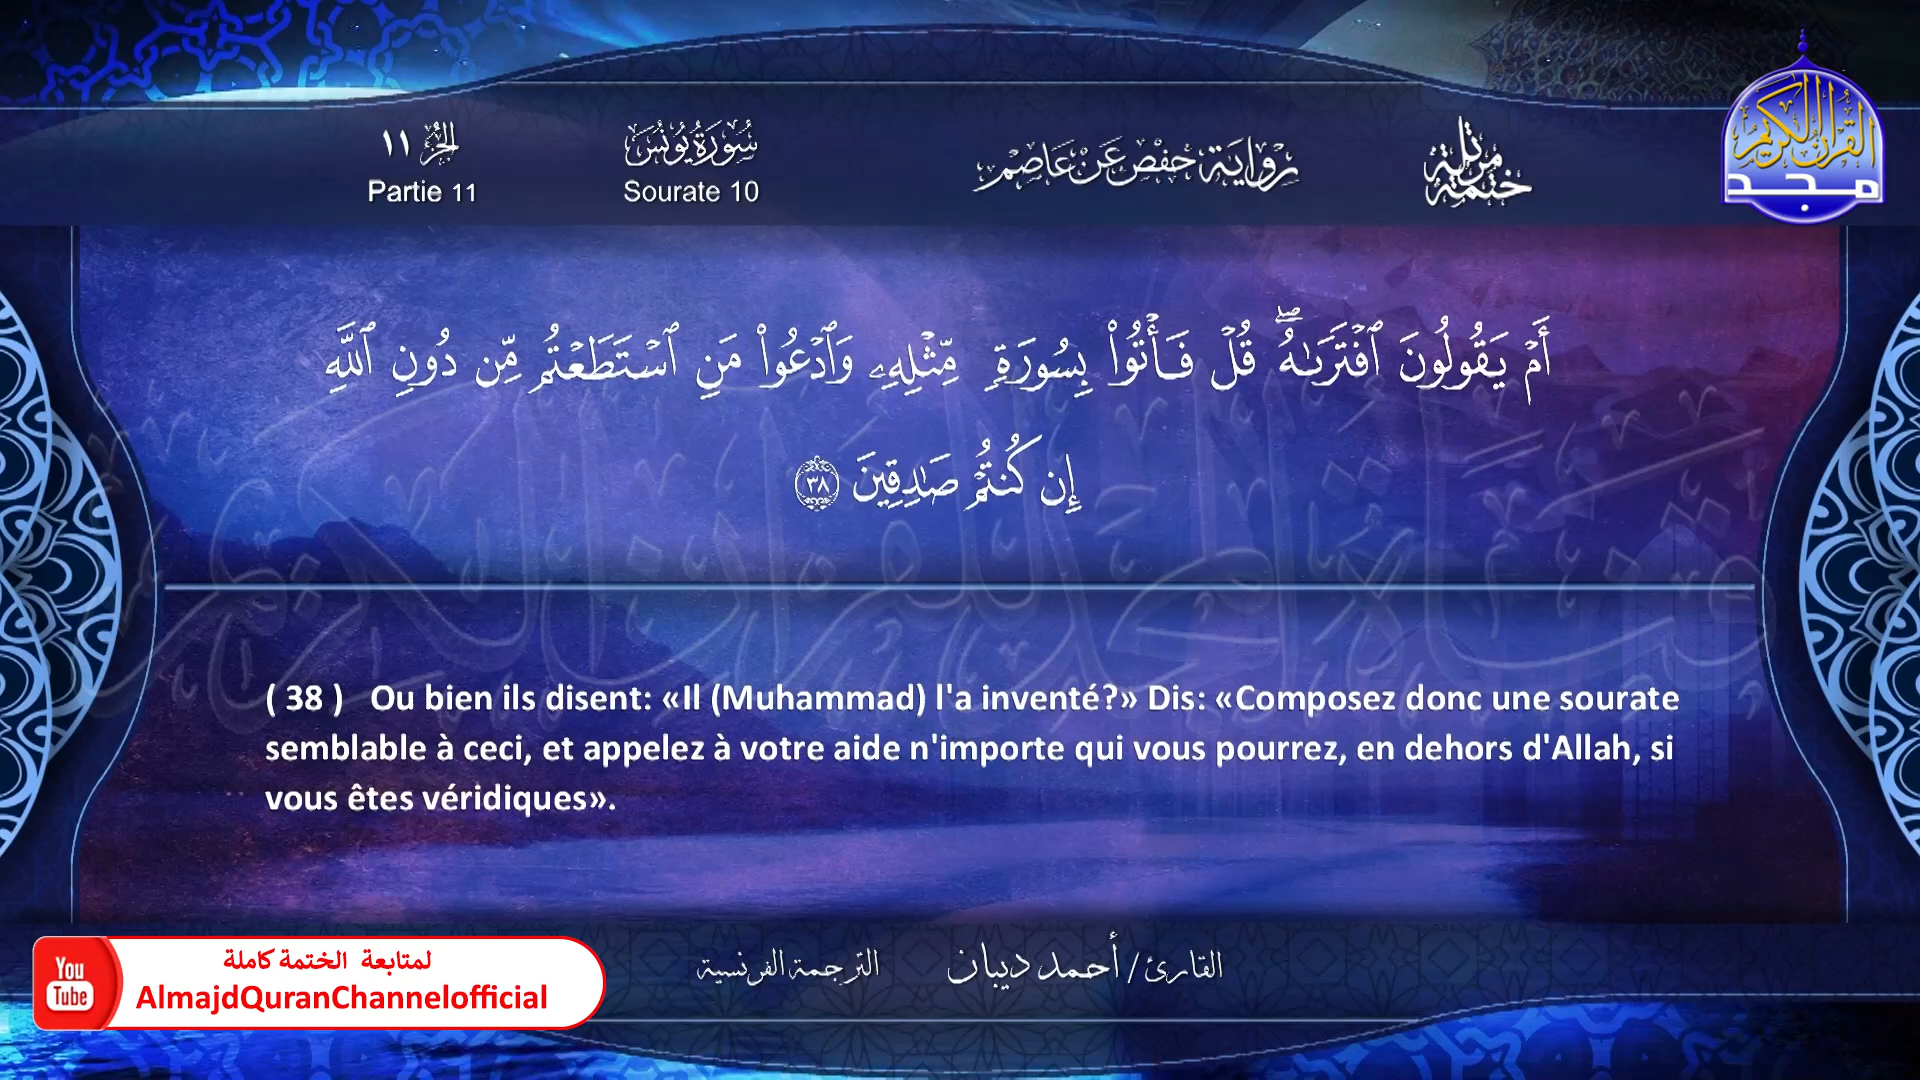 الجزء ١١
Partie 11
سورة يونس
Sourate 10
رواية حفص عن عاصم
ختمة مرتلة
القرآن الكريم
مجد
أَمْ يَقُولُونَ ٱفْتَرَىٰهُ ۖ قُلْ فَأْتُوا۟ بِسُورَةٍ مِّثْلِهِۦ وَٱدْعُوا۟ مَنِ ٱسْتَطَعْتُم مِّن دُونِ ٱللَّهِ
إِن كُنتُمْ صَـٰدِقِينَ ٣٨
( 38 ) Ou bien ils disent: «Il (Muhammad) l'a inventé?» Dis: «Composez donc une sourate
semblable à ceci, et appelez à votre aide n'importe qui vous pourrez, en dehors d'Allah, si
vous êtes véridiques».
القارئ / أحمد ديبان
الترجمة الفرنسية
You
Tube
لمتابعة الختمة كاملة
AlmajdQuranChannelofficial